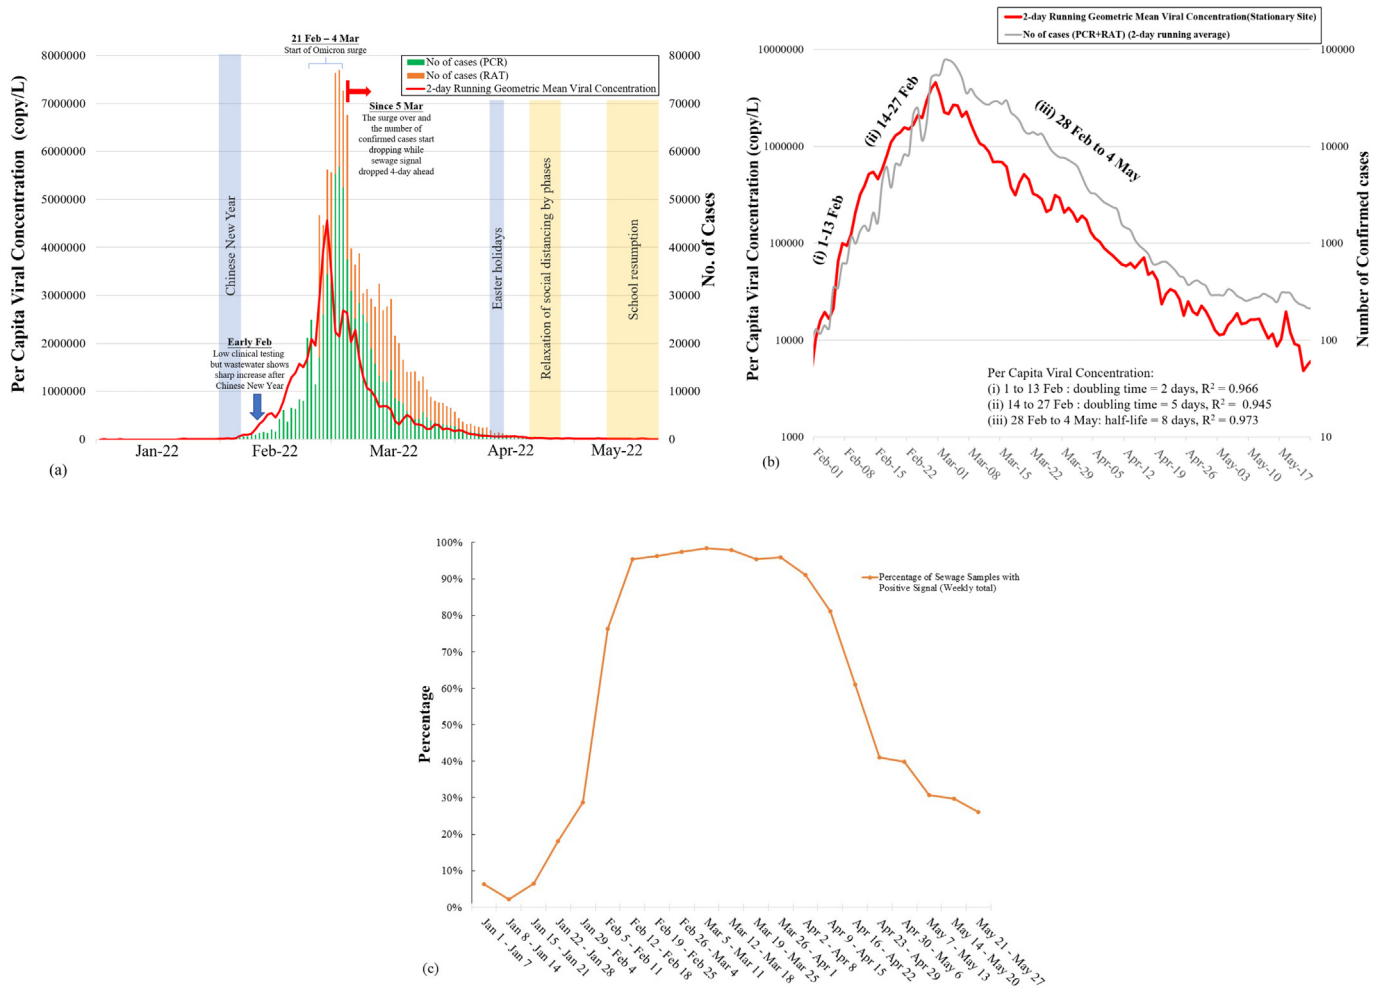 21 Feb – 4 Mar
Start of Omicron surge
No of cases (PCR)
No of cases (RAT)
2-day Running Geometric Mean Viral Concentration
Since 5 Mar
The surge over and
the number of
confirmed cases start
dropping while
sewage signal
dropped 4-day ahead
Early Feb
Low clinical testing
but wastewater shows
sharp increase after
Chinese New Year
Chinese New Year
Easter holidays
Relaxation of social distancing by phases
School resumption
Per Capita Viral Concentration (copy/L)
8000000
7000000
6000000
5000000
4000000
3000000
2000000
1000000
0
80000
70000
60000
50000
40000
30000
20000
10000
0
No. of Cases
Jan-22
Feb-22
Mar-22
Apr-22
May-22
(a)
2-day Running Geometric Mean Viral Concentration(Stationary Site)
No of cases (PCR+RAT) (2-day running average)
Per Capita Viral Concentration (copy/L)
10000000
1000000
100000
10000
1000
100000
10000
1000
100
10
Number of Confirmed cases
(i) 1-13 Feb
(ii) 14-27 Feb
(iii) 28 Feb to 4 May
Per Capita Viral Concentration:
(i) 1 to 13 Feb : doubling time = 2 days, R² = 0.966
(ii) 14 to 27 Feb : doubling time = 5 days, R² = 0.945
(iii) 28 Feb to 4 May: half-life = 8 days, R² = 0.973
Feb-01
Feb-08
Feb-15
Feb-22
Mar-01
Mar-08
Mar-15
Mar-22
Mar-29
Apr-05
Apr-12
Apr-19
Apr-26
May-03
May-10
May-17
(b)
Percentage of Sewage Samples with
Positive Signal (Weekly total)
Percentage
100%
90%
80%
70%
60%
50%
40%
30%
20%
10%
0%
Jan 1 - Jan 7
Jan 8 - Jan 14
Jan 15 - Jan 21
Jan 22 - Jan 28
Jan 29 - Feb 4
Feb 5 - Feb 11
Feb 12 - Feb 18
Feb 19 - Feb 25
Feb 26 - Mar 4
Mar 5 - Mar 11
Mar 12 - Mar 18
Mar 19 - Mar 25
Mar 26 - Apr 1
Apr 2 - Apr 8
Apr 9 - Apr 15
Apr 16 - Apr 22
Apr 23 - Apr 29
Apr 30 - May 6
May 7 - May 13
May 14 - May 20
May 21 - May 27
(c)